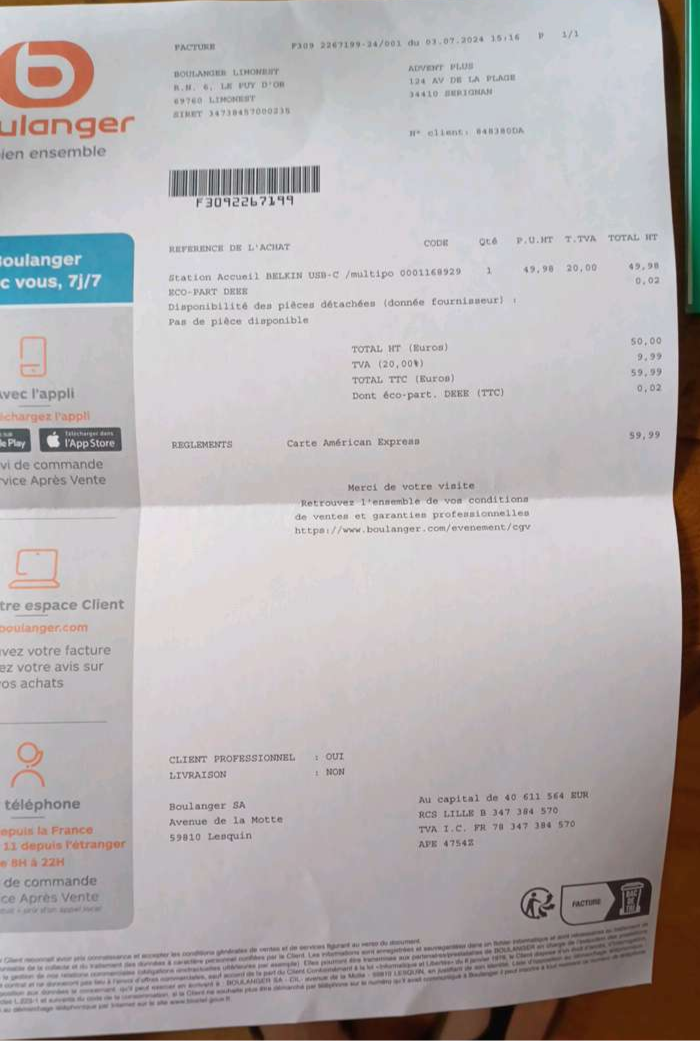 FACTURE F309 2267199-24/001 du 03.07.2024 15:16 P 1/1
BOULANGER LIMONEST
R.N. 6, LE PUY D'OR
69760 LIMONEST
SIRET 34738457000235
ADVENT PLUS
124 AV DE LA PLAGE
34410 SERIGNAN
N° client: 848380DA
ulanger
ien ensemble
F3092267199
REFERENCE DE L'ACHAT CODE Qté P.U.HT T.TVA TOTAL HT
Station Accueil BELKIN USB-C /multipo 0001168929 1 49,98 20,00 49,98
ECO-PART DEEE 0,02
Disponibilité des pièces détachées (donnée fournisseur) :
Pas de pièce disponible
TOTAL HT (Euros) 50,00
TVA (20,00%) 9,99
TOTAL TTC (Euros) 59,99
Dont éco-part. DEEE (TTC) 0,02
REGLEMENTS Carte Américan Express 59,99
Merci de votre visite
Retrouvez l'ensemble de vos conditions
de ventes et garanties professionnelles
https://www.boulanger.com/evenement/cgv
oulanger
c vous, 7j/7
vec l'appli
échargez l'appli
Play
Télécharger dans
l'App Store
vi de commande
vice Après Vente
tre espace Client
boulanger.com
vez votre facture
ez votre avis sur
os achats
téléphone
epuis la France
11 depuis l'étranger
e 8H à 22H
de commande
ce Après Vente
CLIENT PROFESSIONNEL : OUI
LIVRAISON : NON
Boulanger SA
Avenue de la Motte
59810 Lesquin
Au capital de 40 611 564 EUR
RCS LILLE B 347 384 570
TVA I.C. FR 78 347 384 570
APE 4754Z
FACTURE
BAC
DE
TRI